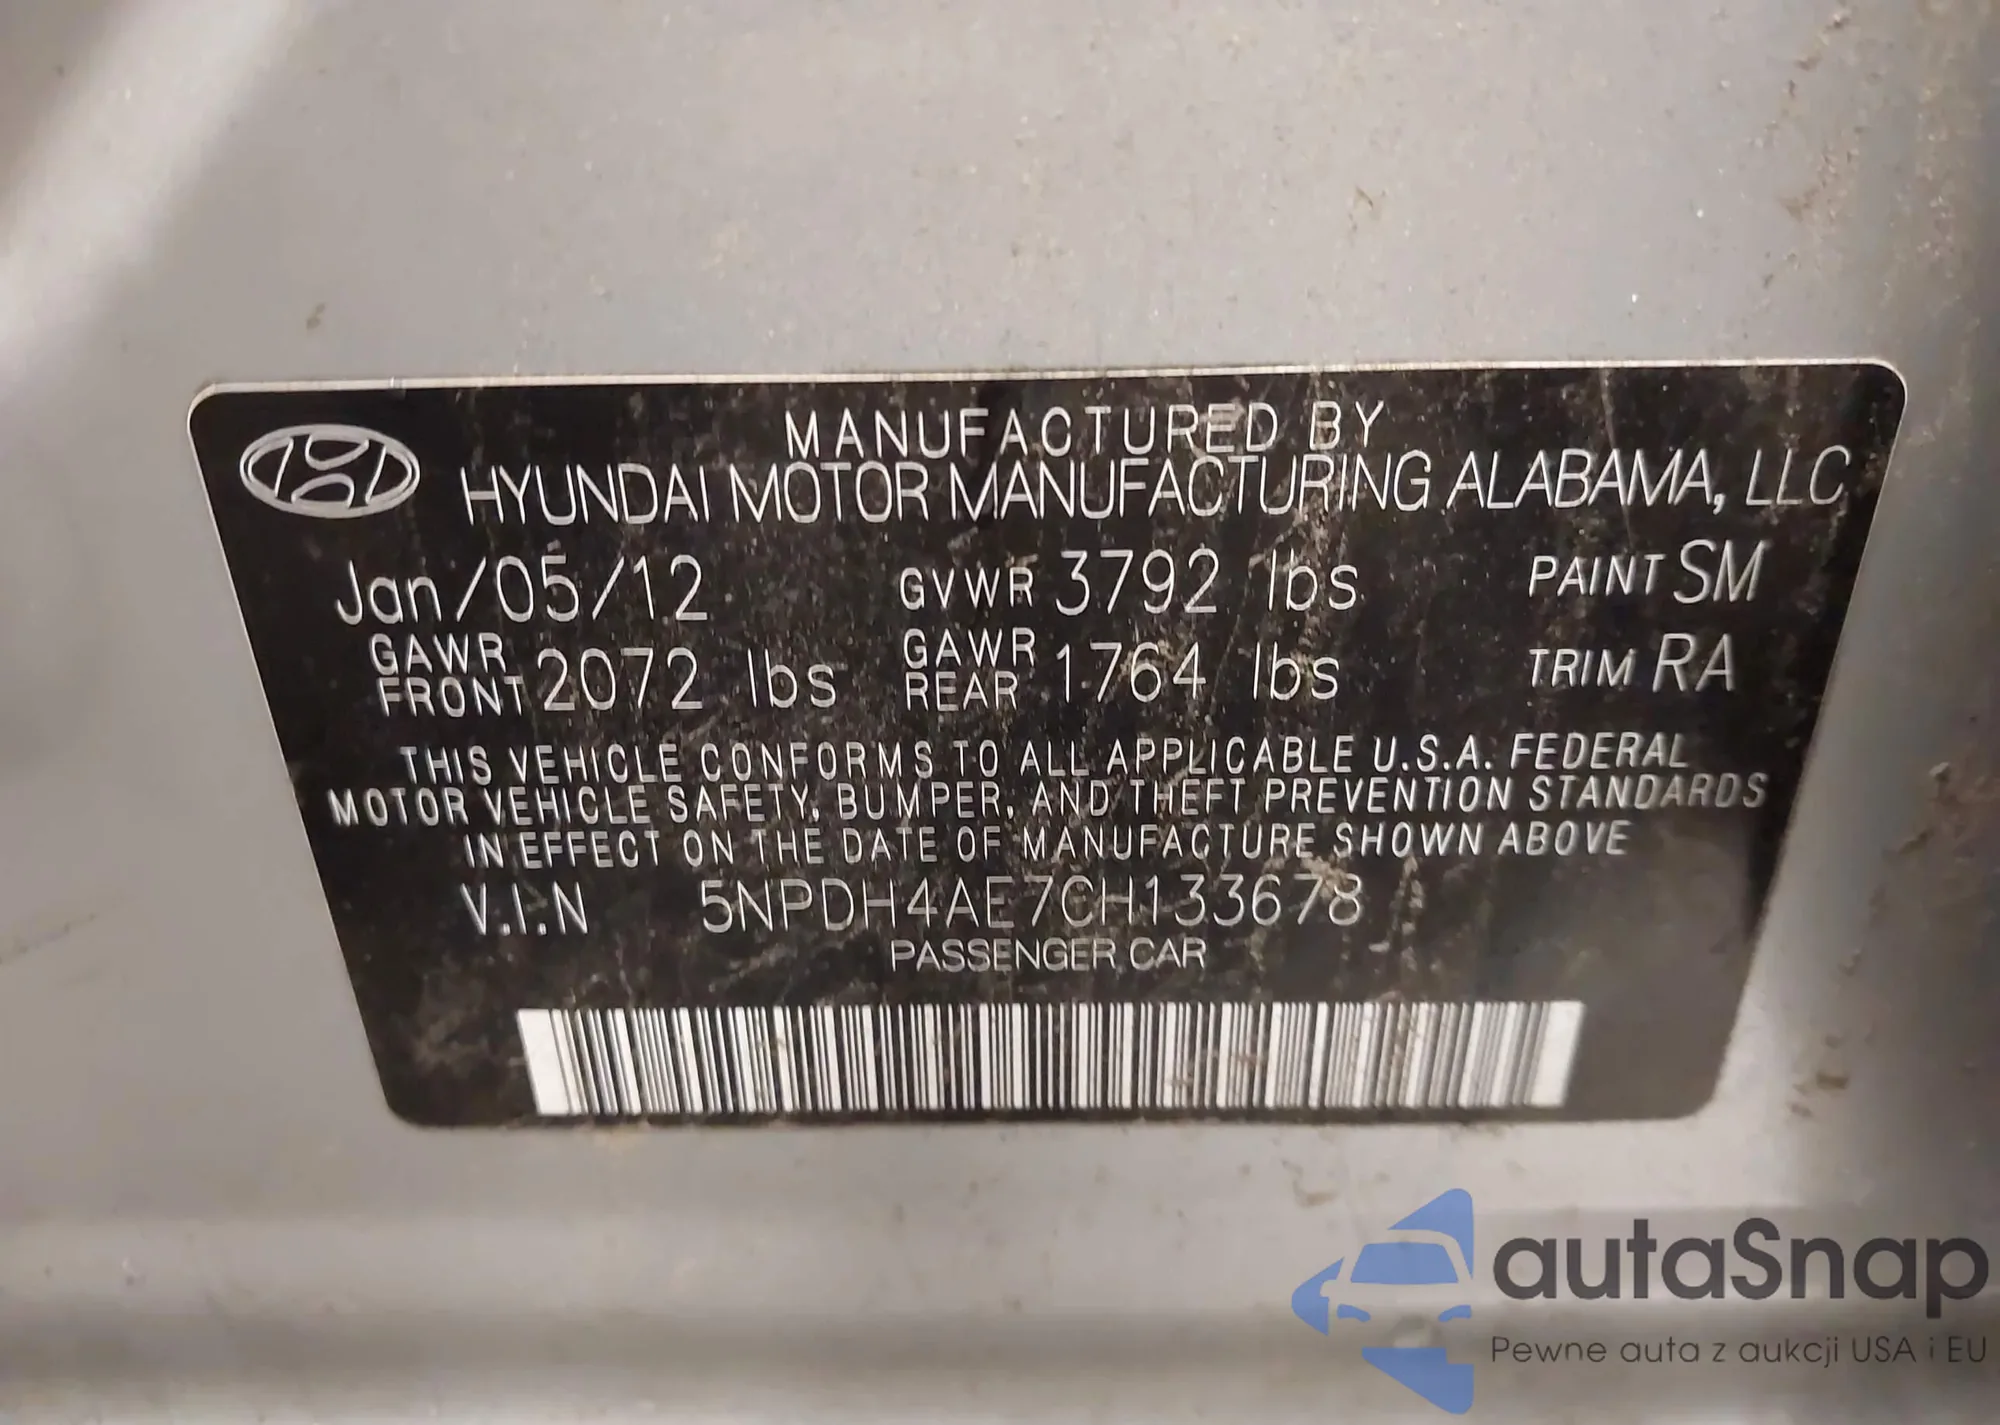 MANUFACTURED BY
HYUNDAI MOTOR MANUFACTURING ALABAMA, LLC
Jan/05/12 GVWR 3792 lbs PAINT SM
GAWR FRONT 2072 lbs GAWR REAR 1764 lbs TRIM RA
THIS VEHICLE CONFORMS TO ALL APPLICABLE U.S.A. FEDERAL
MOTOR VEHICLE SAFETY, BUMPER, AND THEFT PREVENTION STANDARDS
IN EFFECT ON THE DATE OF MANUFACTURE SHOWN ABOVE
V.I.N 5NPDH4AE7CH133678
PASSENGER CAR
autaSnap
Pewne auta z aukcji USA i EU